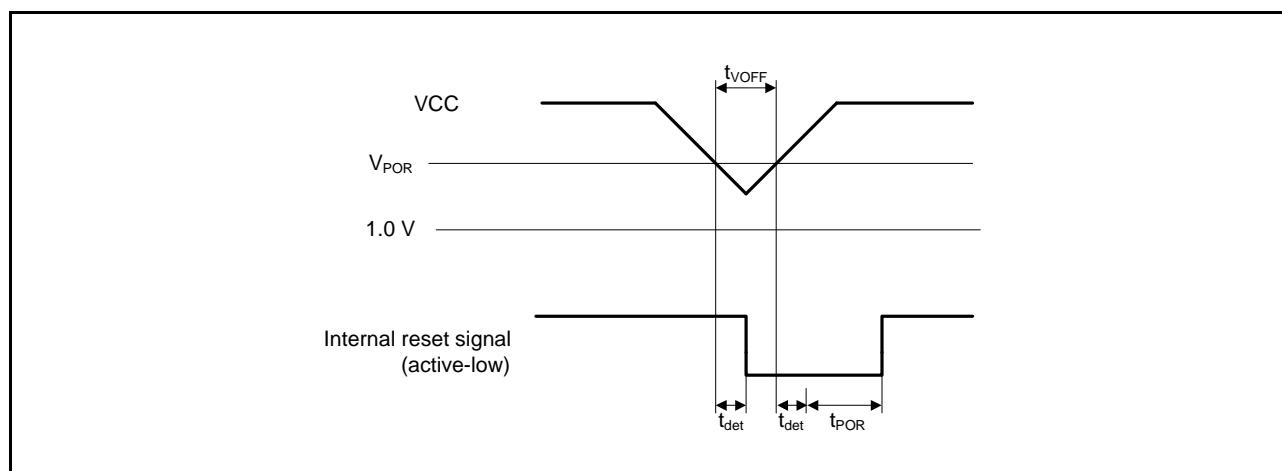 tVOFF
VCC
VPOR
1.0 V
Internal reset signal
(active-low)
tdet
tdet
tPOR